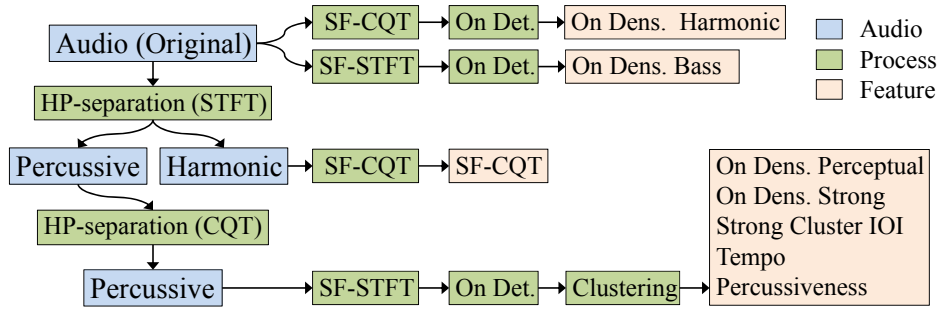 Audio (Original)
SF-CQT
On Det.
On Dens. Harmonic
SF-STFT
On Det.
On Dens. Bass
Audio
Process
Feature
HP-separation (STFT)
Percussive
Harmonic
SF-CQT
SF-CQT
HP-separation (CQT)
Percussive
SF-STFT
On Det.
Clustering
On Dens. Perceptual
On Dens. Strong
Strong Cluster IOI
Tempo
Percussiveness